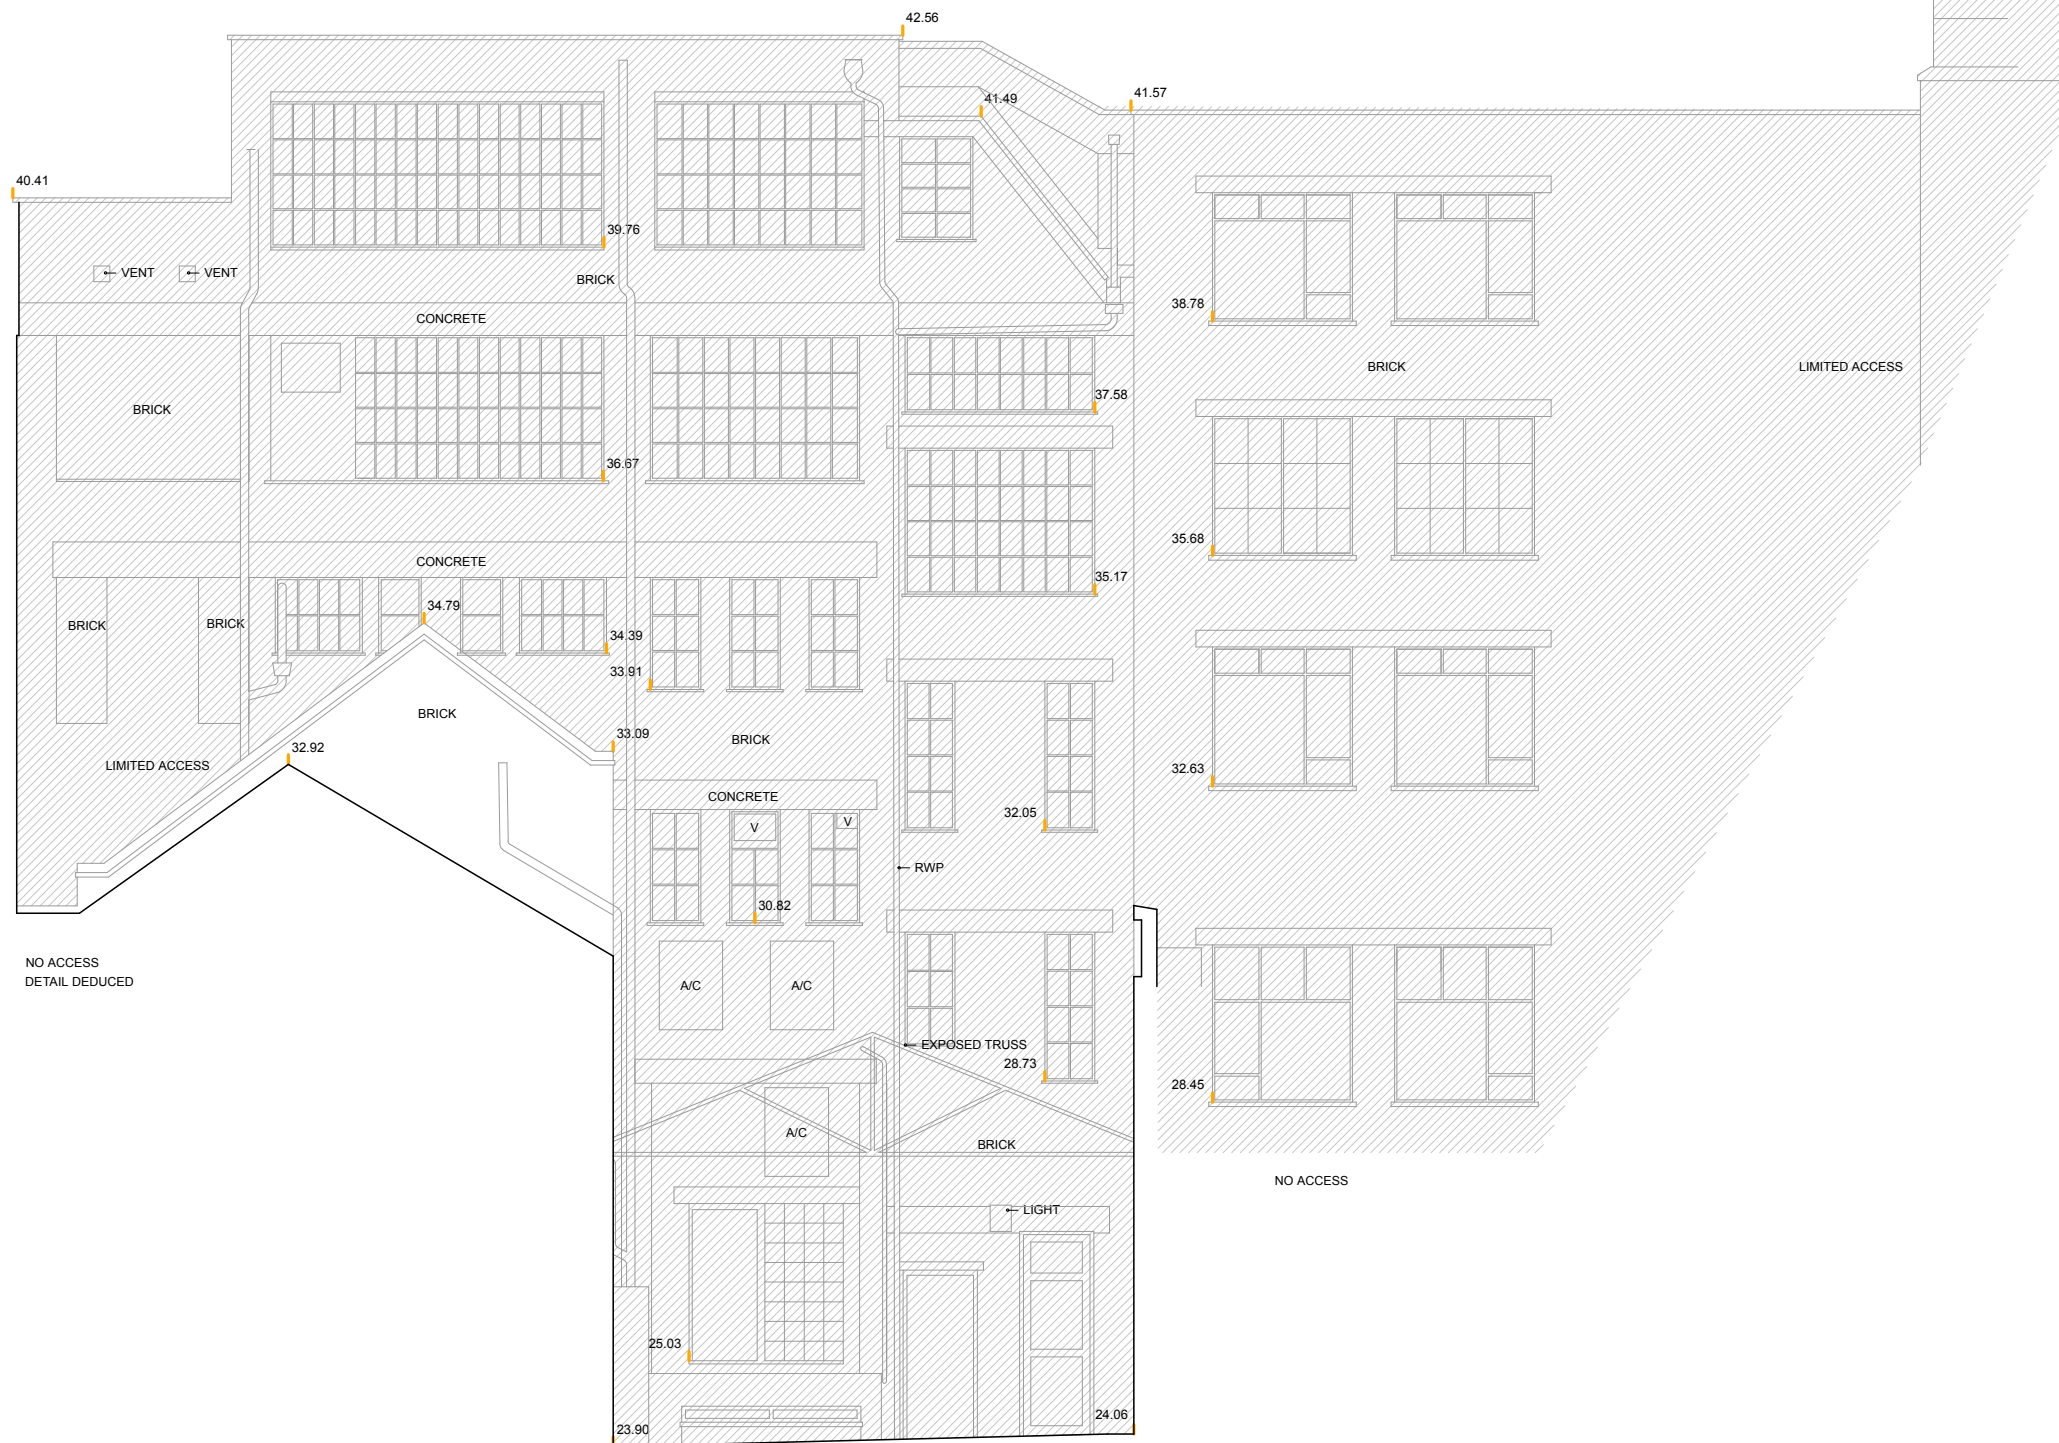 42.56
41.57
41.49
40.41
39.76
VENT
VENT
BRICK
38.78
CONCRETE
BRICK
LIMITED ACCESS
37.58
BRICK
36.67
35.68
CONCRETE
35.17
34.79
BRICK
BRICK
34.39
33.91
BRICK
33.09
BRICK
32.92
LIMITED ACCESS
32.63
CONCRETE
32.05
V
V
RWP
30.82
NO ACCESS
DETAIL DEDUCED
A/C
A/C
EXPOSED TRUSS
28.73
28.45
A/C
BRICK
NO ACCESS
LIGHT
25.03
24.06
23.90